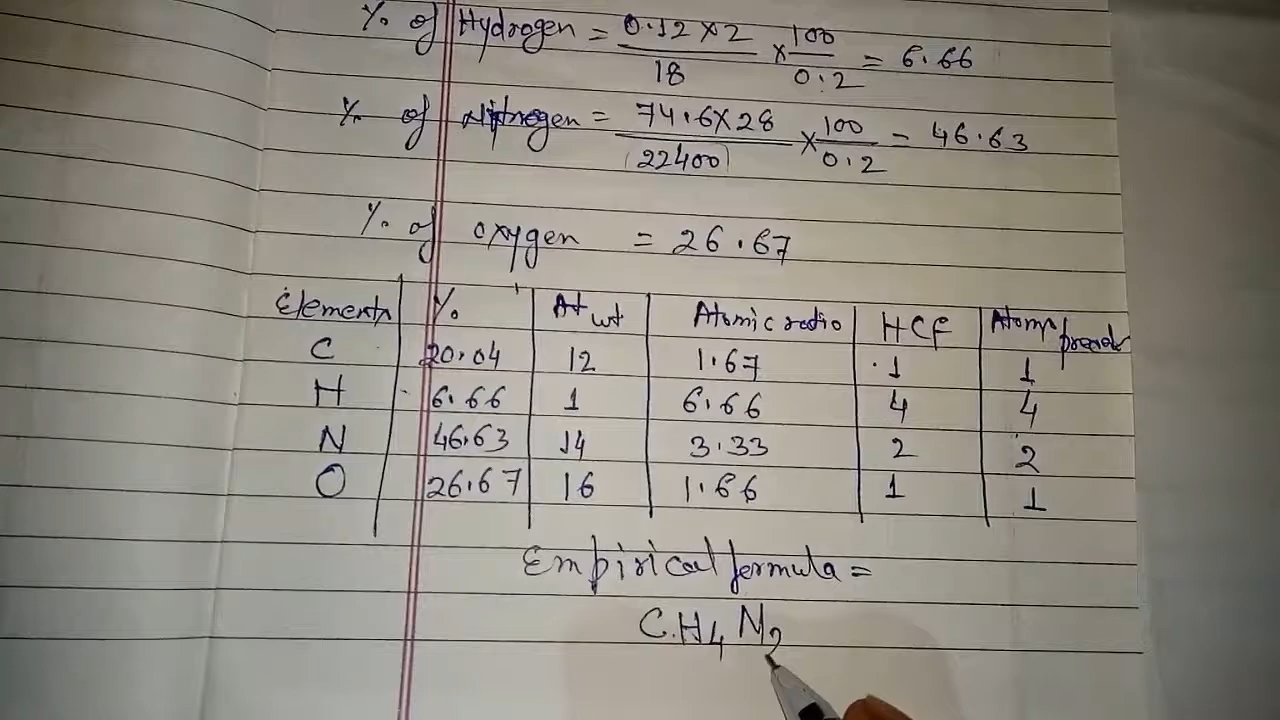 % of Hydrogen = 0.12 × 2 / 18 × 100 / 0.2 = 6.66
% of Nitrogen = 74.6 × 28 / 22400 × 100 / 0.2 = 46.63
% of oxygen = 26.67
Elements % At wt Atomic ratio HCF Atoms
C 20.04 12 1.67 1 1
H 6.66 1 6.66 4 4
N 46.63 14 3.33 2 2
O 26.67 16 1.66 1 1
Empirical formula =
C.H4 N2